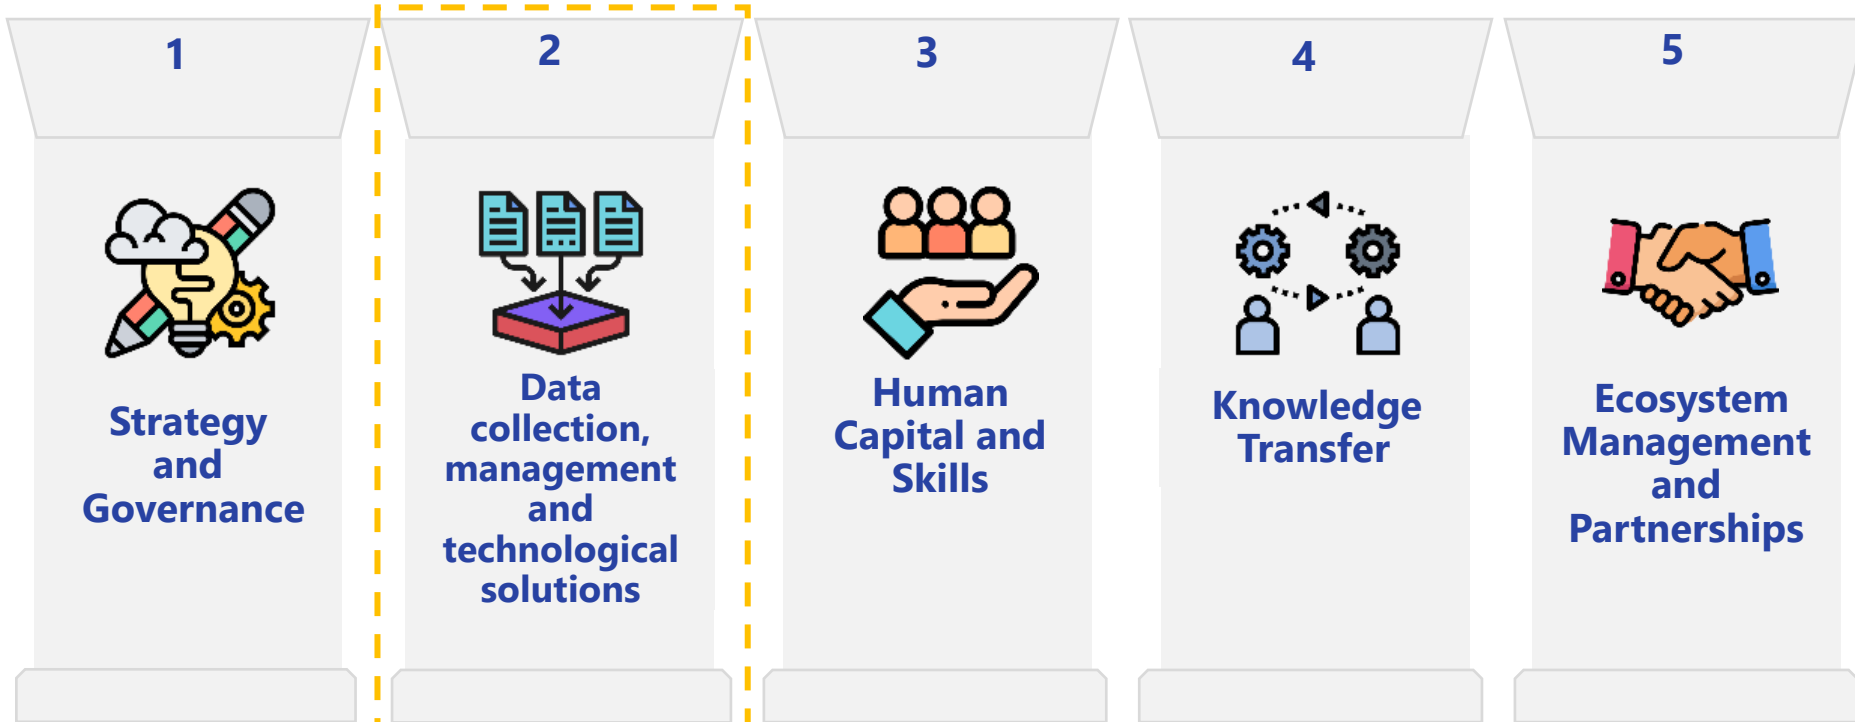 1
Strategy
and
Governance
2
Data
collection,
management
and
technological
solutions
3
Human
Capital and
Skills
4
Knowledge
Transfer
5
Ecosystem
Management
and
Partnerships